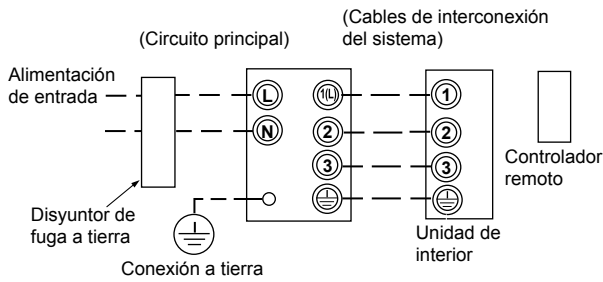 (Circuito principal)
(Cables de interconexión
del sistema)
Alimentación
de entrada
L
N
1(L)
2
3
1
2
3
Controlador
remoto
Disyuntor de
fuga a tierra
Conexión a tierra
Unidad de
interior